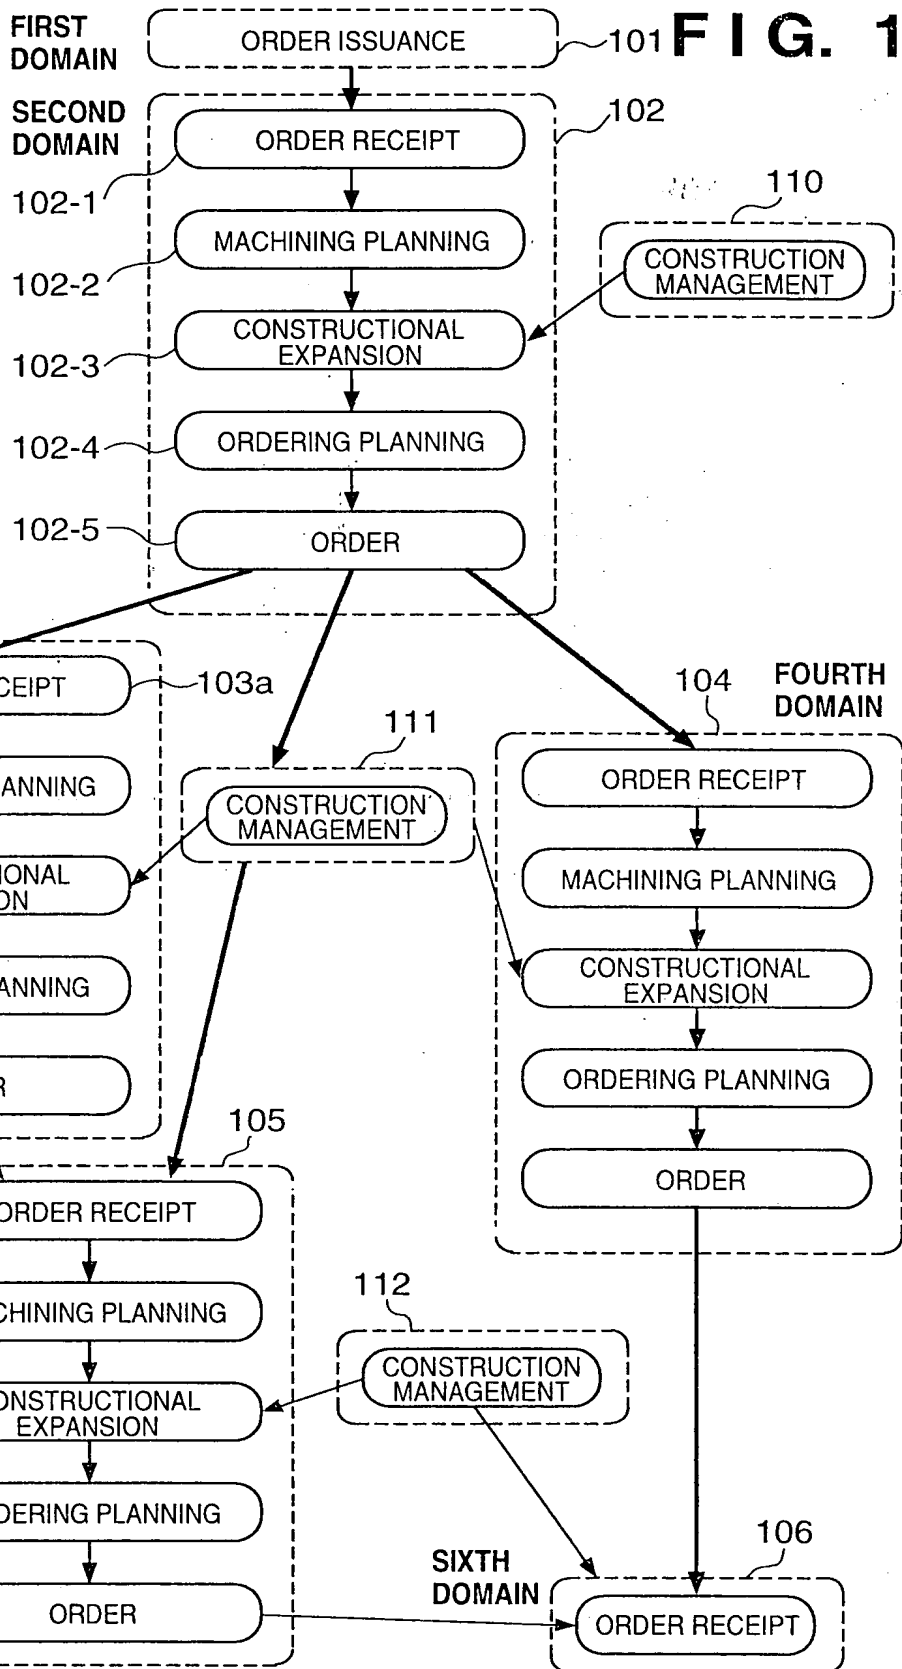 FIRST
DOMAIN
ORDER ISSUANCE
101
FIG. 1
SECOND
DOMAIN
102
ORDER RECEIPT
102-1
MACHINING PLANNING
102-2
110
CONSTRUCTION
MANAGEMENT
CONSTRUCTIONAL
EXPANSION
102-3
ORDERING PLANNING
102-4
ORDER
102-5
CEIPT
103a
ANNING
IONAL
ON
ANNING
R
111
CONSTRUCTION
MANAGEMENT
104
FOURTH
DOMAIN
ORDER RECEIPT
MACHINING PLANNING
CONSTRUCTIONAL
EXPANSION
ORDERING PLANNING
ORDER
105
ORDER RECEIPT
CHINING PLANNING
ONSTRUCTIONAL
EXPANSION
DERING PLANNING
ORDER
112
CONSTRUCTION
MANAGEMENT
SIXTH
DOMAIN
106
ORDER RECEIPT